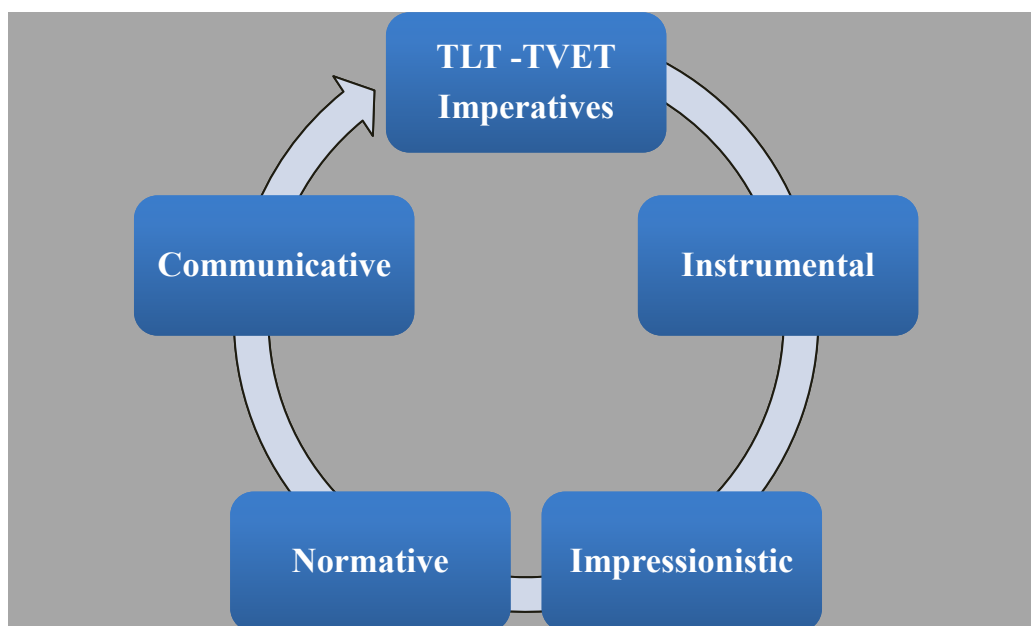 TLT -TVET
Imperatives
Communicative
Instrumental
Normative
Impressionistic